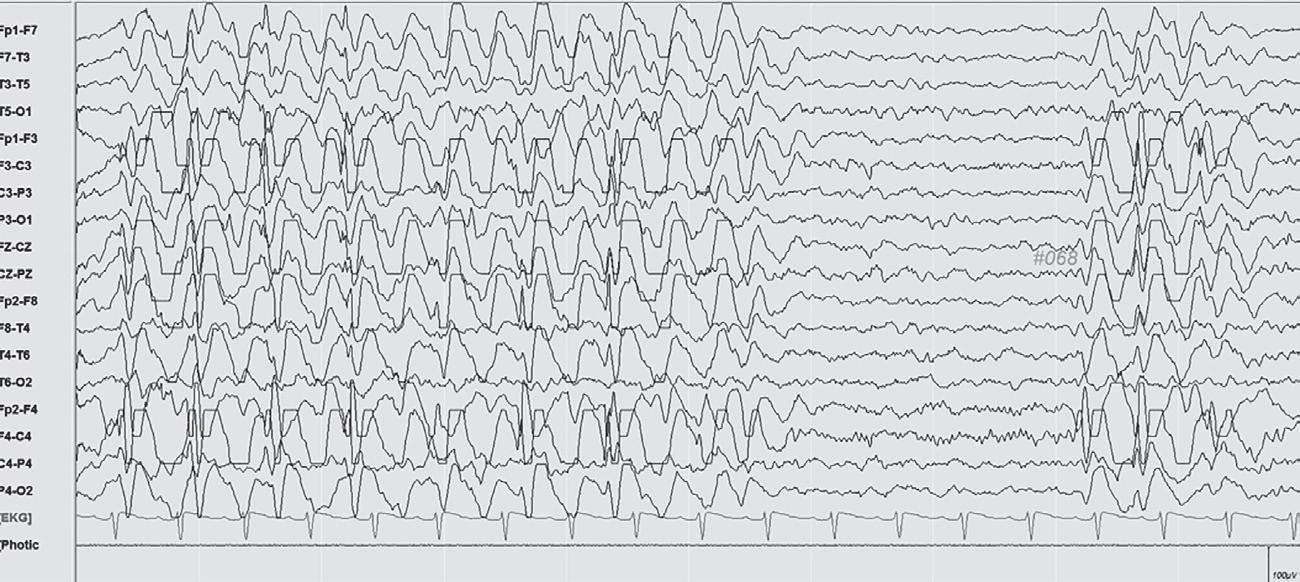 Fp1-F7
F7-T3
T3-T5
T5-O1
Fp1-F3
F3-C3
C3-P3
P3-O1
FZ-CZ
#068
CZ-PZ
Fp2-F8
F8-T4
T4-T6
T6-O2
Fp2-F4
F4-C4
C4-P4
P4-O2
[EKG]
[Photic
100µV